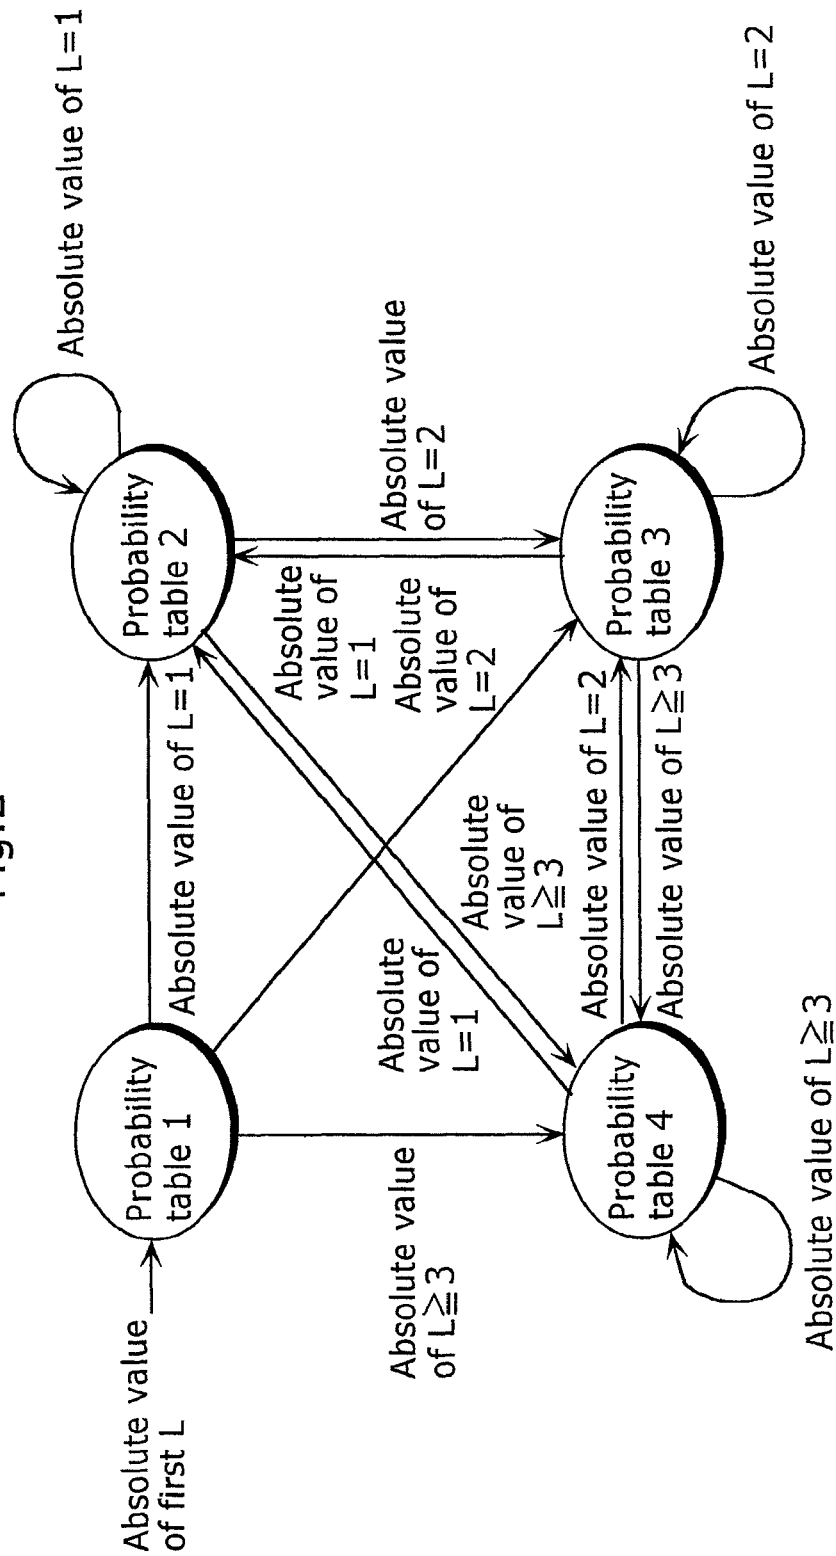 Fig.2
Absolute value
of first L
Probability
table 1
Absolute value of L=1
Probability
table 2
Absolute value of L=1
Absolute value
of L≧3
Absolute
value of
L=1
Absolute
value of
L≧3
Absolute
value of
L=2
Absolute
value of
L=1
Absolute value
of L=2
Probability
table 4
Absolute value of L=2
Absolute value of L≧3
Probability
table 3
Absolute value of L≧3
Absolute value of L=2